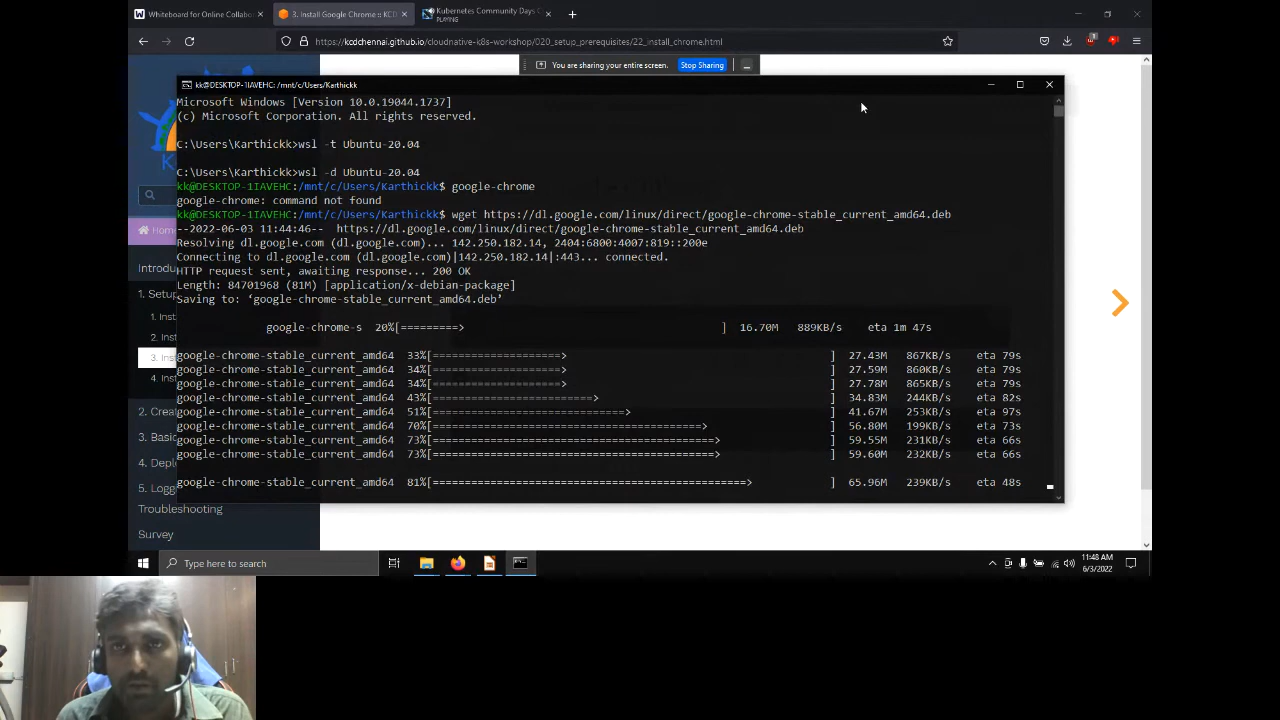 Whiteboard for Online Collabo
3. Install Google Chrome :: KCD
Kubernetes Community Days
PLAYING
https://kcdchennai.github.io/cloudnative-k8s-workshop/020_setup_prerequisites/22_install_chrome.html
You are sharing your entire screen.
Stop Sharing
kk@DESKTOP-1IAVEHC: /mnt/c/Users/Karthickk
Microsoft Windows [Version 10.0.19044.1737]
(c) Microsoft Corporation. All rights reserved.
C:\Users\Karthickk>wsl -t Ubuntu-20.04
C:\Users\Karthickk>wsl -d Ubuntu-20.04
kk@DESKTOP-1IAVEHC:/mnt/c/Users/Karthickk$ google-chrome
google-chrome: command not found
kk@DESKTOP-1IAVEHC:/mnt/c/Users/Karthickk$ wget https://dl.google.com/linux/direct/google-chrome-stable_current_amd64.deb
--2022-06-03 11:44:46-- https://dl.google.com/linux/direct/google-chrome-stable_current_amd64.deb
Resolving dl.google.com (dl.google.com)... 142.250.182.14, 2404:6800:4007:819::200e
Connecting to dl.google.com (dl.google.com)|142.250.182.14|:443... connected.
HTTP request sent, awaiting response... 200 OK
Length: 84701968 (81M) [application/x-debian-package]
Saving to: ‘google-chrome-stable_current_amd64.deb’
google-chrome-s 20%[=========> ] 16.70M 889KB/s eta 1m 47s
google-chrome-stable_current_amd64 33%[====================> ] 27.43M 867KB/s eta 79s
google-chrome-stable_current_amd64 34%[====================> ] 27.59M 860KB/s eta 79s
google-chrome-stable_current_amd64 34%[====================> ] 27.78M 865KB/s eta 79s
google-chrome-stable_current_amd64 43%[=========================> ] 34.83M 244KB/s eta 82s
google-chrome-stable_current_amd64 51%[==============================> ] 41.67M 253KB/s eta 97s
google-chrome-stable_current_amd64 70%[==========================================> ] 56.80M 199KB/s eta 73s
google-chrome-stable_current_amd64 73%[============================================> ] 59.55M 231KB/s eta 66s
google-chrome-stable_current_amd64 73%[============================================> ] 59.60M 232KB/s eta 66s
google-chrome-stable_current_amd64 81%[=================================================> ] 65.96M 239KB/s eta 48s
Home
Introdu
1. Setup
1. Inst
2. Inst
3. Ins
4. Inst
2. Creat
3. Basic
4. Deplo
5. Logg
Troubleshooting
Survey
Type here to search
11:48 AM
6/3/2022